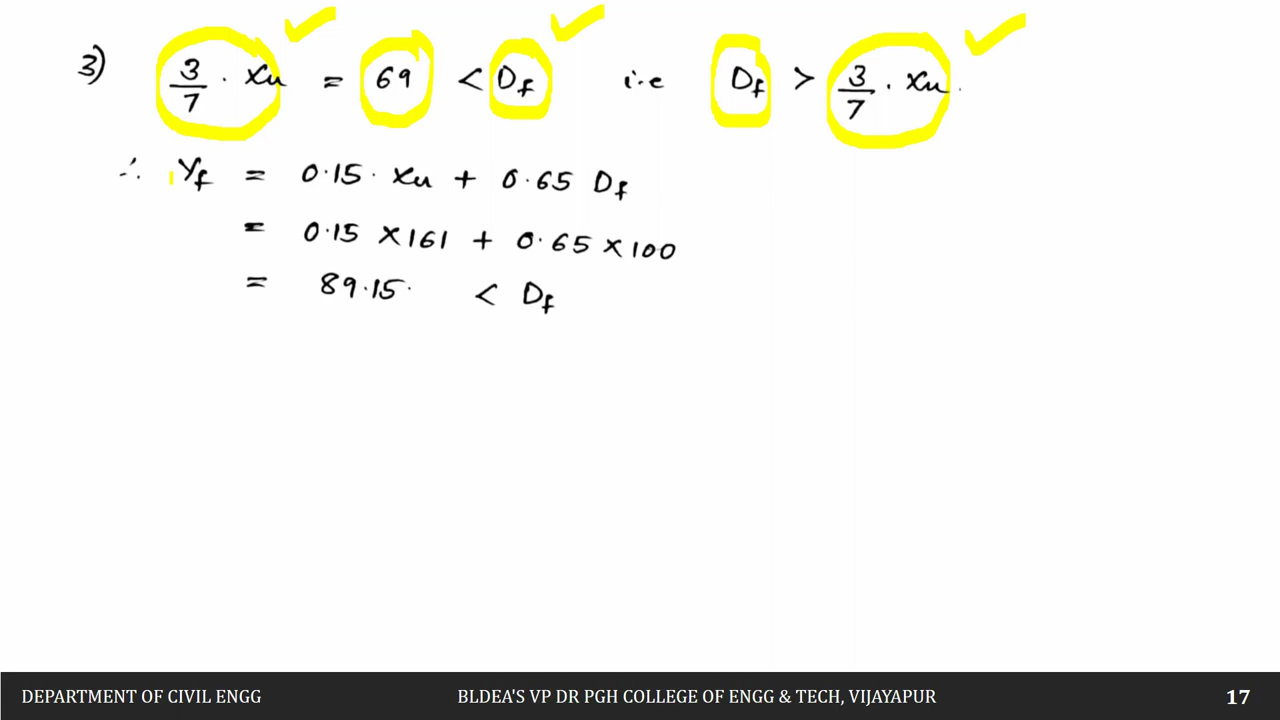 3) 3/7 · xu = 69 < Df i.e Df > 3/7 · xu.
∴ Yf = 0.15 · xu + 0.65 Df
= 0.15 × 161 + 0.65 × 100
= 89.15. < Df
DEPARTMENT OF CIVIL ENGG BLDEA'S VP DR PGH COLLEGE OF ENGG & TECH, VIJAYAPUR 17